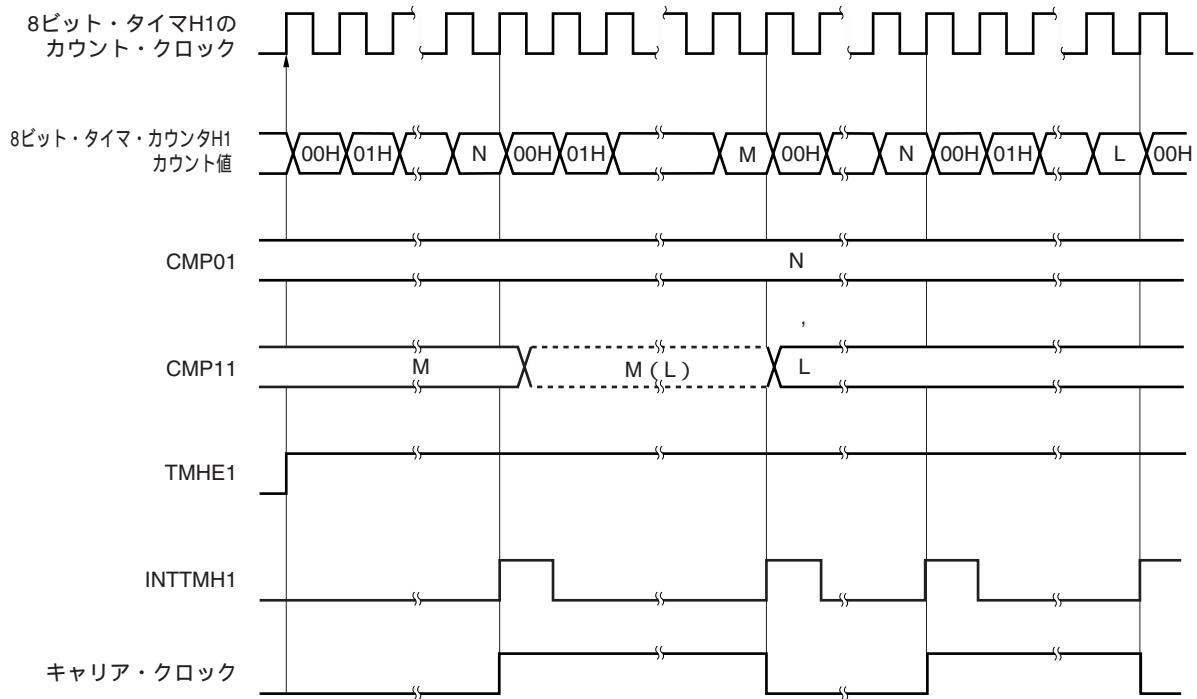 8ビット・タイマH1の
カウント・クロック
8ビット・タイマ・カウンタH1
カウント値
00H 01H N 00H 01H M 00H N 00H 01H L 00H
CMP01
N
,
CMP11
M M(L) L
TMHE1
INTTMH1
キャリア・クロック